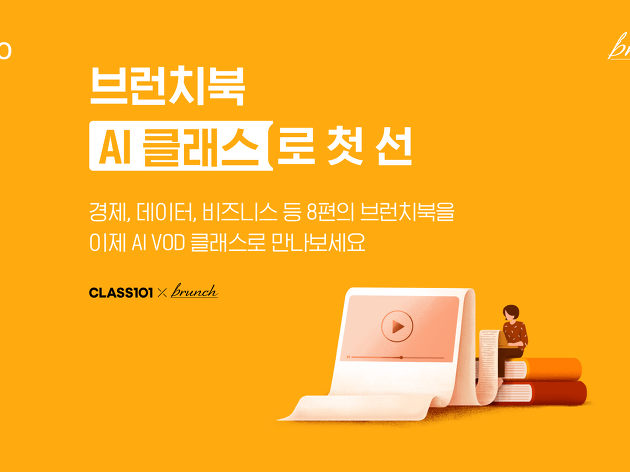 브런치북
AI 클래스로 첫 선
경제, 데이터, 비즈니스 등 8편의 브런치북을
이제 AI VOD 클래스로 만나보세요
CLASS101 × brunch